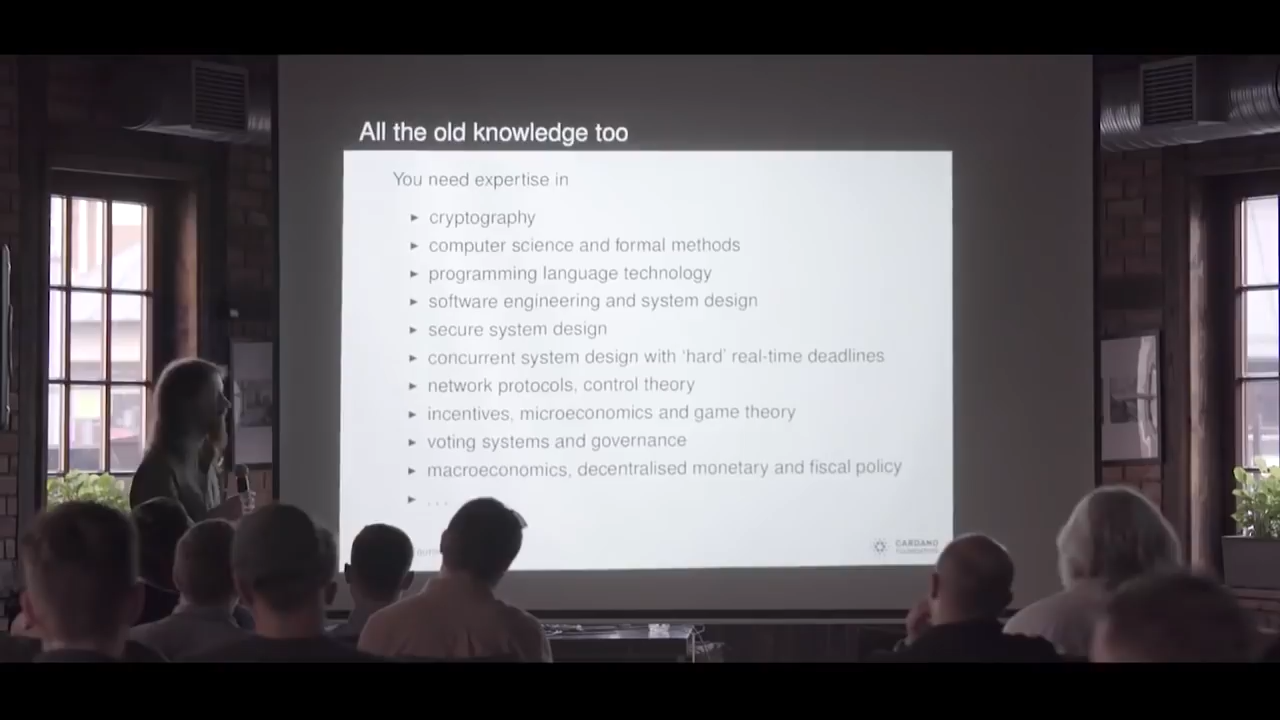 All the old knowledge too
You need expertise in
▸ cryptography
▸ computer science and formal methods
▸ programming language technology
▸ software engineering and system design
▸ secure system design
▸ concurrent system design with ‘hard’ real-time deadlines
▸ network protocols, control theory
▸ incentives, microeconomics and game theory
▸ voting systems and governance
▸ macroeconomics, decentralised monetary and fiscal policy
▸ ...
CARDANO
FOUNDATION